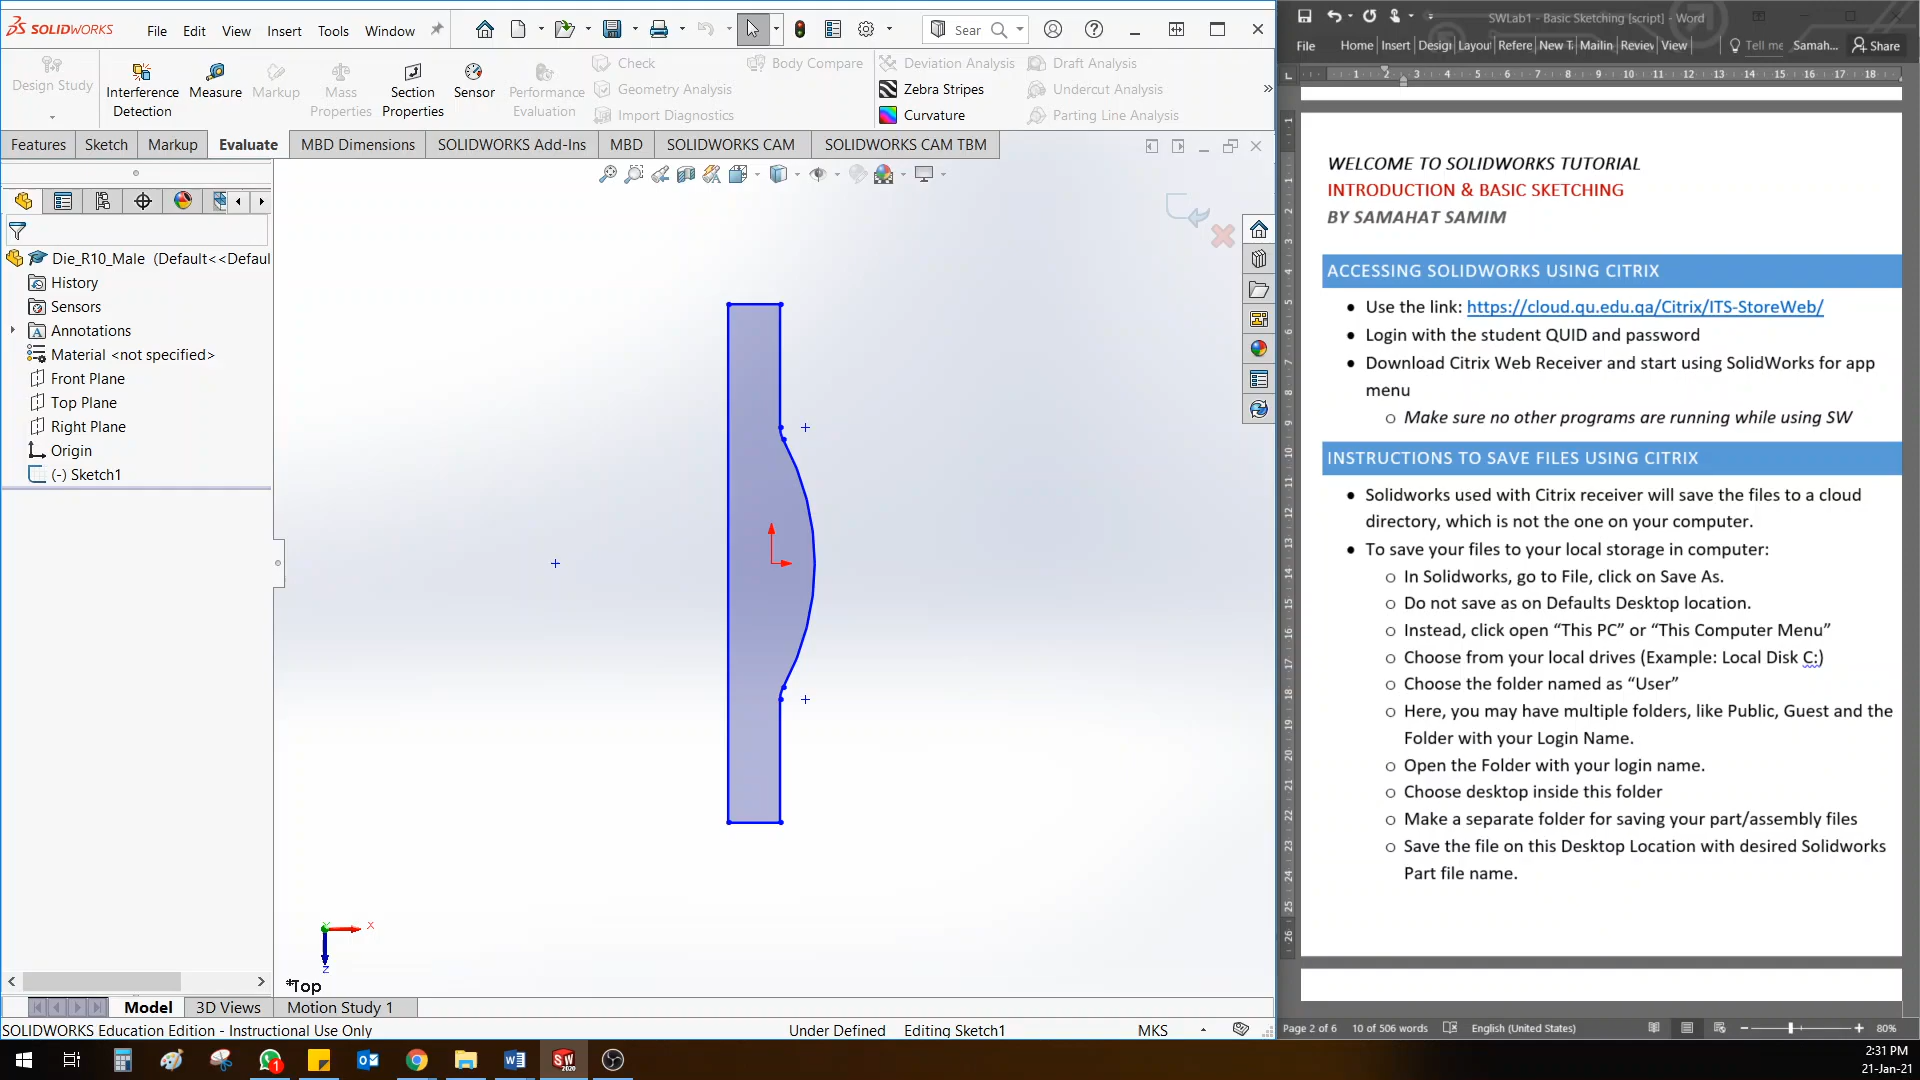 SOLIDWORKS
File Edit View Insert Tools Window
Sear
Design Study
Interference Detection
Measure
Markup
Mass Properties
Section Properties
Sensor
Performance Evaluation
Check
Geometry Analysis
Import Diagnostics
Body Compare
Deviation Analysis
Zebra Stripes
Curvature
Draft Analysis
Undercut Analysis
Parting Line Analysis
Features Sketch Markup Evaluate MBD Dimensions SOLIDWORKS Add-Ins MBD SOLIDWORKS CAM SOLIDWORKS CAM TBM
Die_R10_Male (Default<<Defaul
History
Sensors
Annotations
Material <not specified>
Front Plane
Top Plane
Right Plane
Origin
(-) Sketch1
X
Z
*Top
Model 3D Views Motion Study 1
SOLIDWORKS Education Edition - Instructional Use Only Under Defined Editing Sketch1 MKS
SWLab1 - Basic Sketching [script] - Word
File Home Insert Desigı Layou Refere New T Mailin Reviev View Tell me Samah... Share
WELCOME TO SOLIDWORKS TUTORIAL
INTRODUCTION & BASIC SKETCHING
BY SAMAHAT SAMIM
ACCESSING SOLIDWORKS USING CITRIX
• Use the link: https://cloud.qu.edu.qa/Citrix/ITS-StoreWeb/
• Login with the student QUID and password
• Download Citrix Web Receiver and start using SolidWorks for app
menu
o Make sure no other programs are running while using SW
INSTRUCTIONS TO SAVE FILES USING CITRIX
• Solidworks used with Citrix receiver will save the files to a cloud
directory, which is not the one on your computer.
• To save your files to your local storage in computer:
o In Solidworks, go to File, click on Save As.
o Do not save as on Defaults Desktop location.
o Instead, click open “This PC” or “This Computer Menu”
o Choose from your local drives (Example: Local Disk C:)
o Choose the folder named as “User”
o Here, you may have multiple folders, like Public, Guest and the
Folder with your Login Name.
o Open the Folder with your login name.
o Choose desktop inside this folder
o Make a separate folder for saving your part/assembly files
o Save the file on this Desktop Location with desired Solidworks
Part file name.
Page 2 of 6 10 of 506 words English (United States) 80%
2:31 PM
21-Jan-21